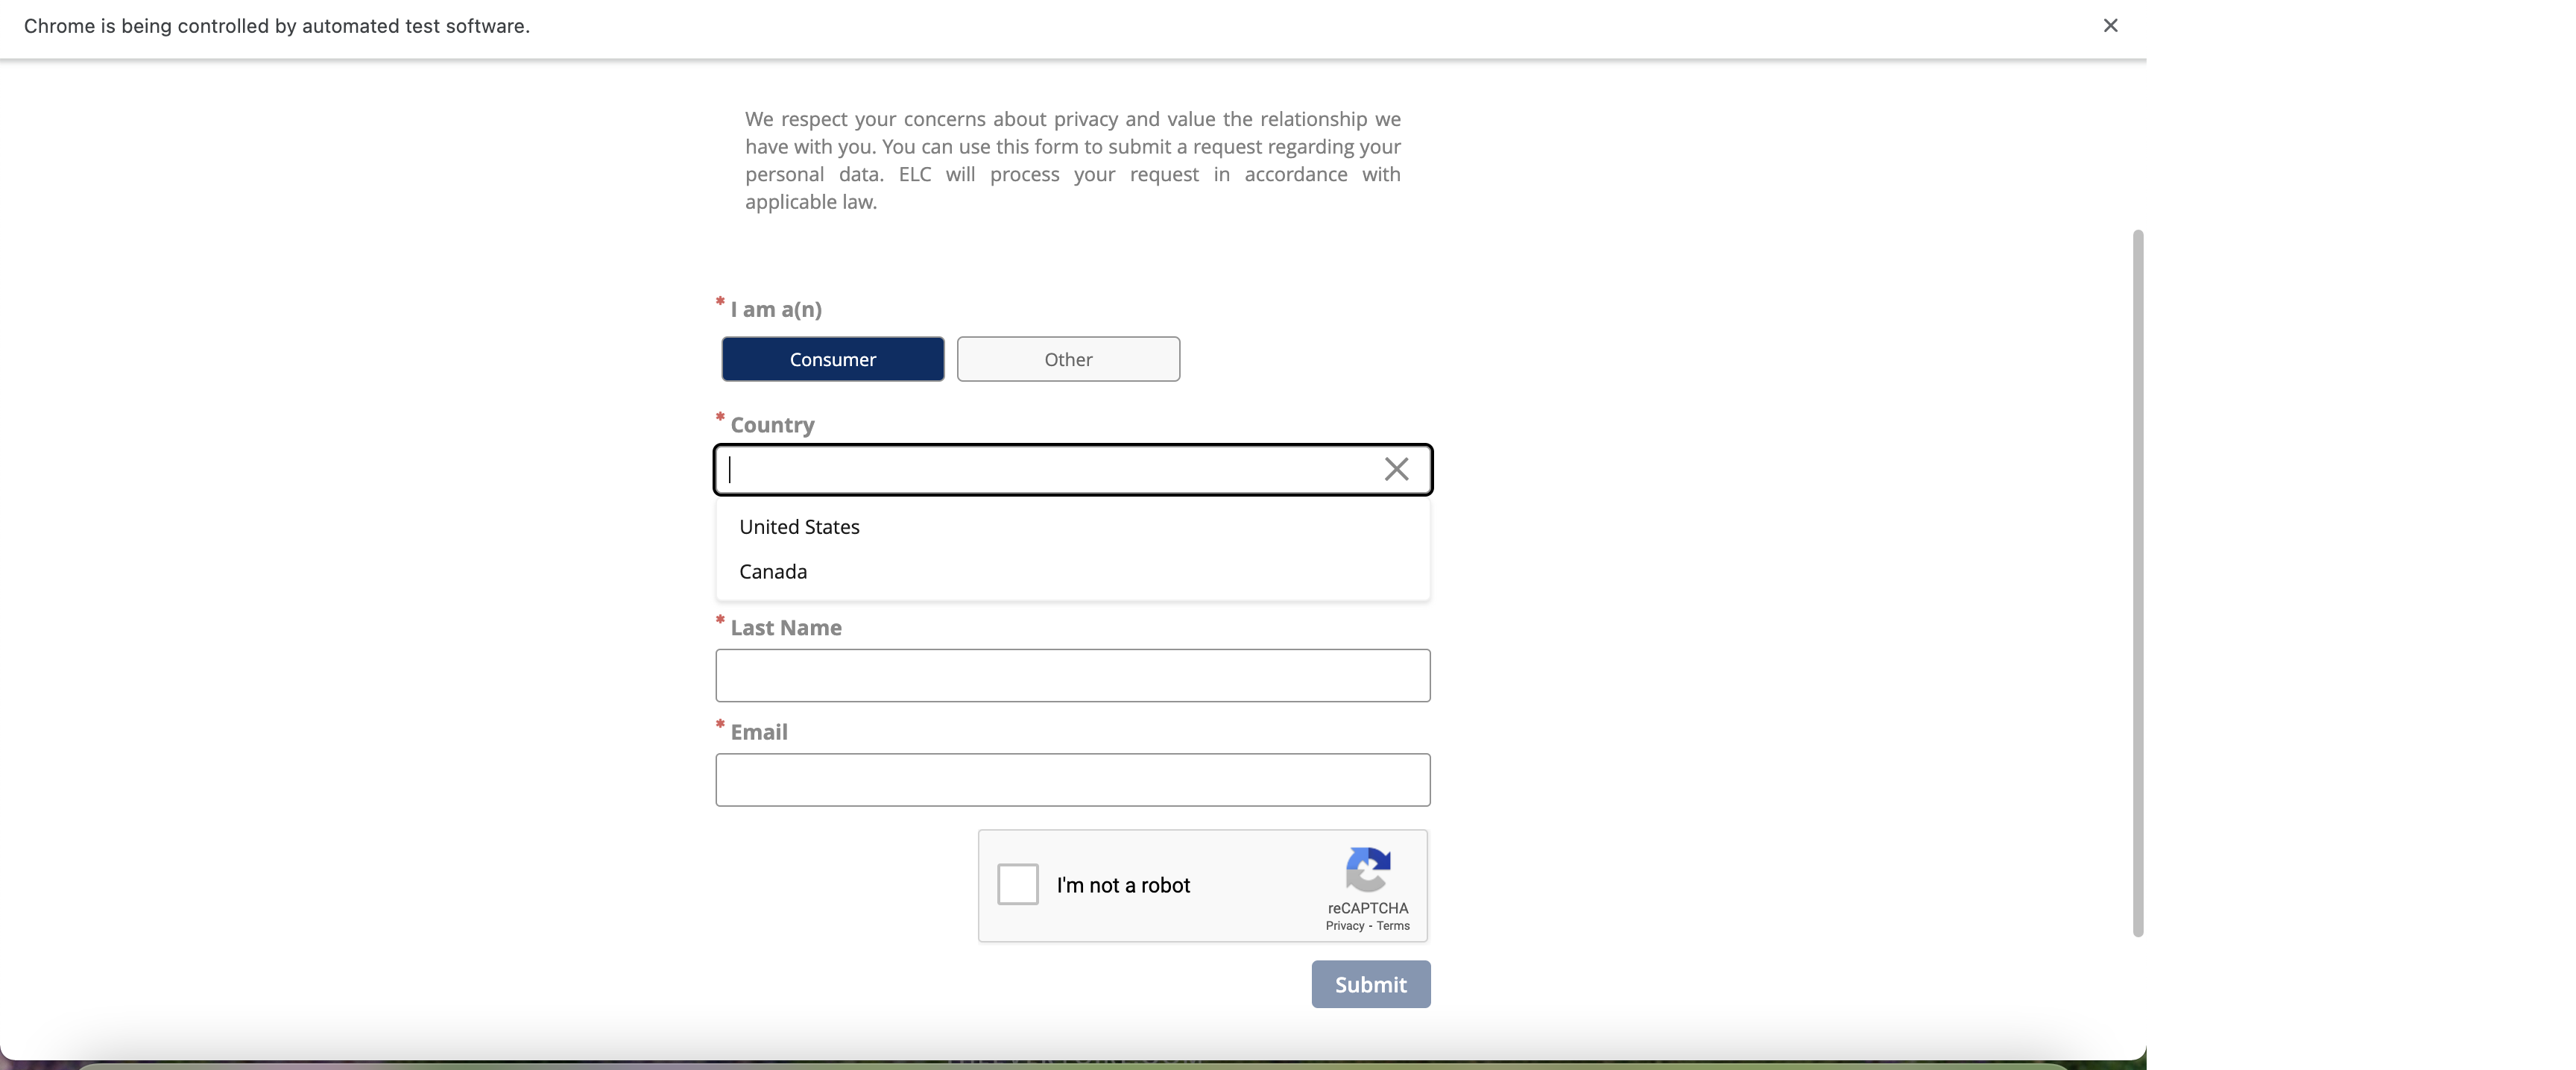 Chrome is being controlled by automated test software.
We respect your concerns about privacy and value the relationship we
have with you. You can use this form to submit a request regarding your
personal data. ELC will process your request in accordance with
applicable law.
* I am a(n)
Consumer Other
* Country
United States
Canada
* Last Name
* Email
I'm not a robot
reCAPTCHA
Privacy - Terms
Submit